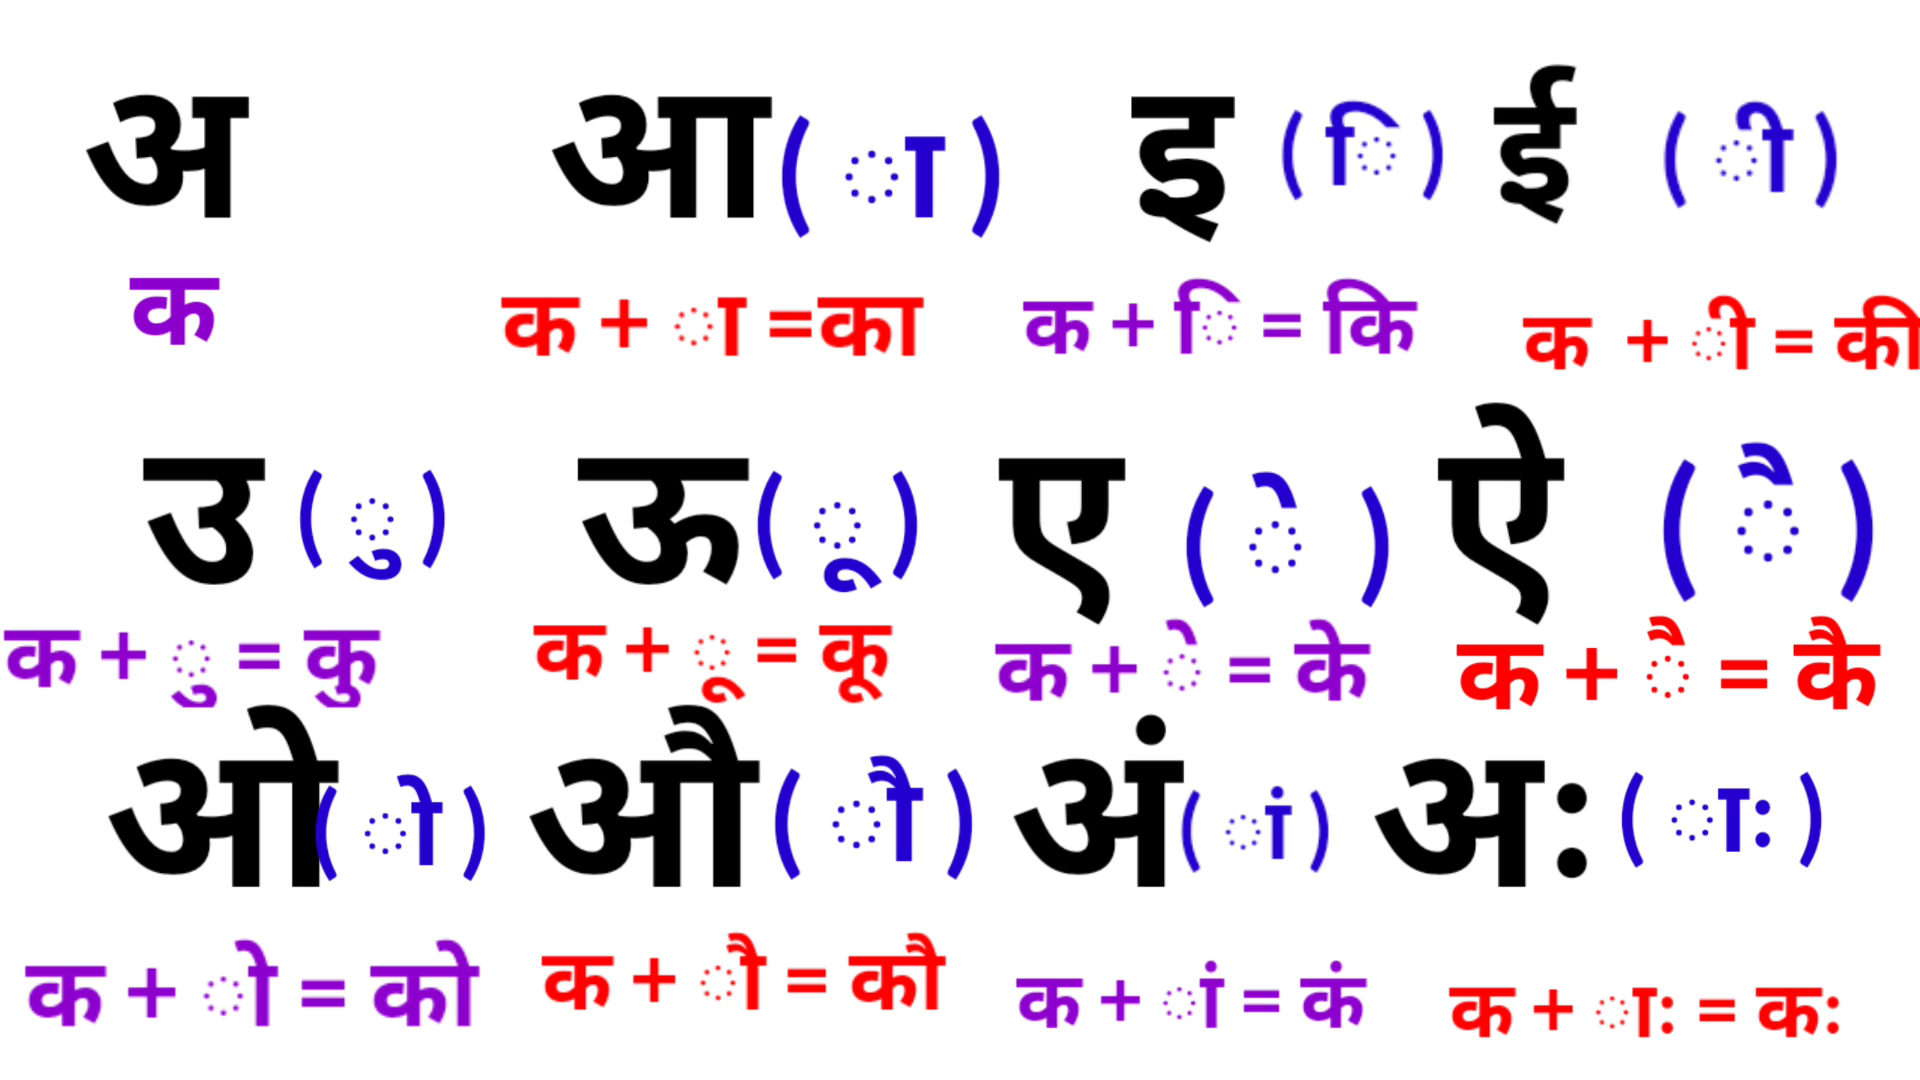 अ आ ( ा ) इ ( ि ) ई ( ी )
क क + ा =का क + ि = कि क + ी = की
उ ( ु ) ऊ ( ू ) ए ( े ) ऐ ( ै )
क + ु = कु क + ू = कू क + े = के क + ै = कै
ओ ( ो ) औ ( ौ ) अं ( ां ) अः ( ाः )
क + ो = को क + ौ = कौ क + ां = कं क + ाः = कः